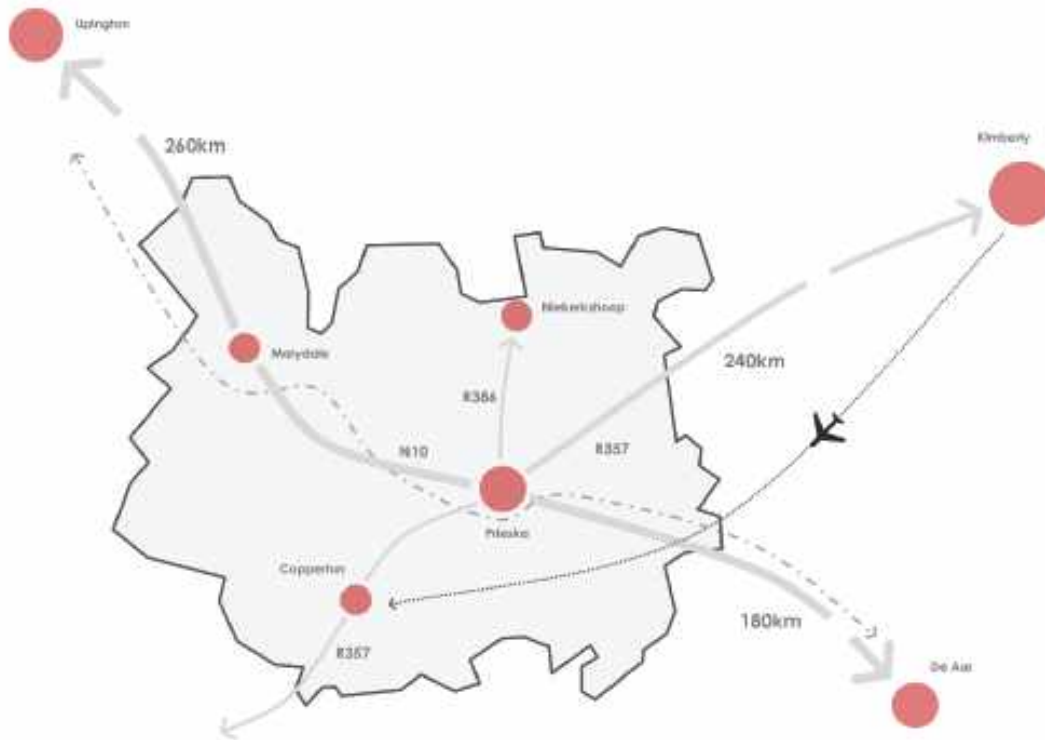 Upington
Kimberly
260km
Niekerkshoop
Marydale
240km
R386
N10
R357
Prieska
Copperton
180km
R357
De Aar